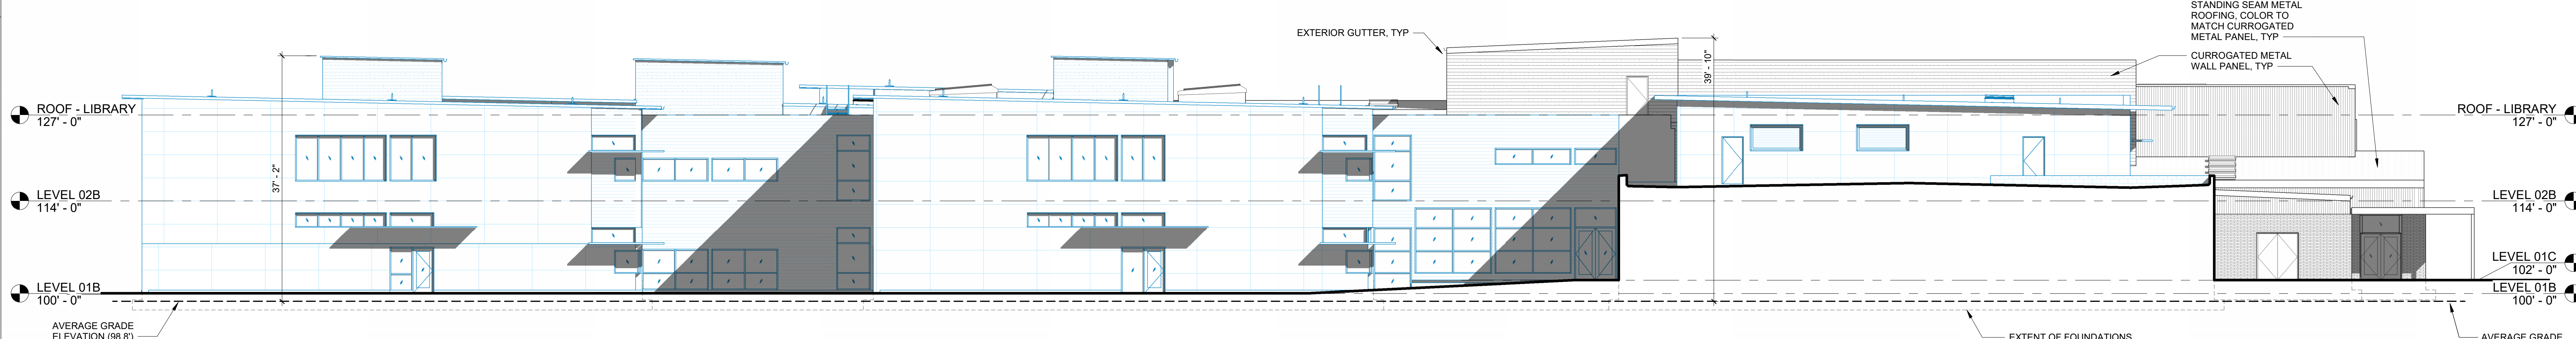 STANDING SEAM METAL
ROOFING, COLOR TO
MATCH CURROGATED
METAL PANEL, TYP
EXTERIOR GUTTER, TYP
CURROGATED METAL
WALL PANEL, TYP
39' - 10"
37' - 2"
ROOF - LIBRARY
127' - 0"
LEVEL 02B
114' - 0"
LEVEL 01B
100' - 0"
AVERAGE GRADE
ELEVATION (98.8')
ROOF - LIBRARY
127' - 0"
LEVEL 02B
114' - 0"
LEVEL 01C
102' - 0"
LEVEL 01B
100' - 0"
EXTENT OF FOUNDATIONS
AVERAGE GRADE